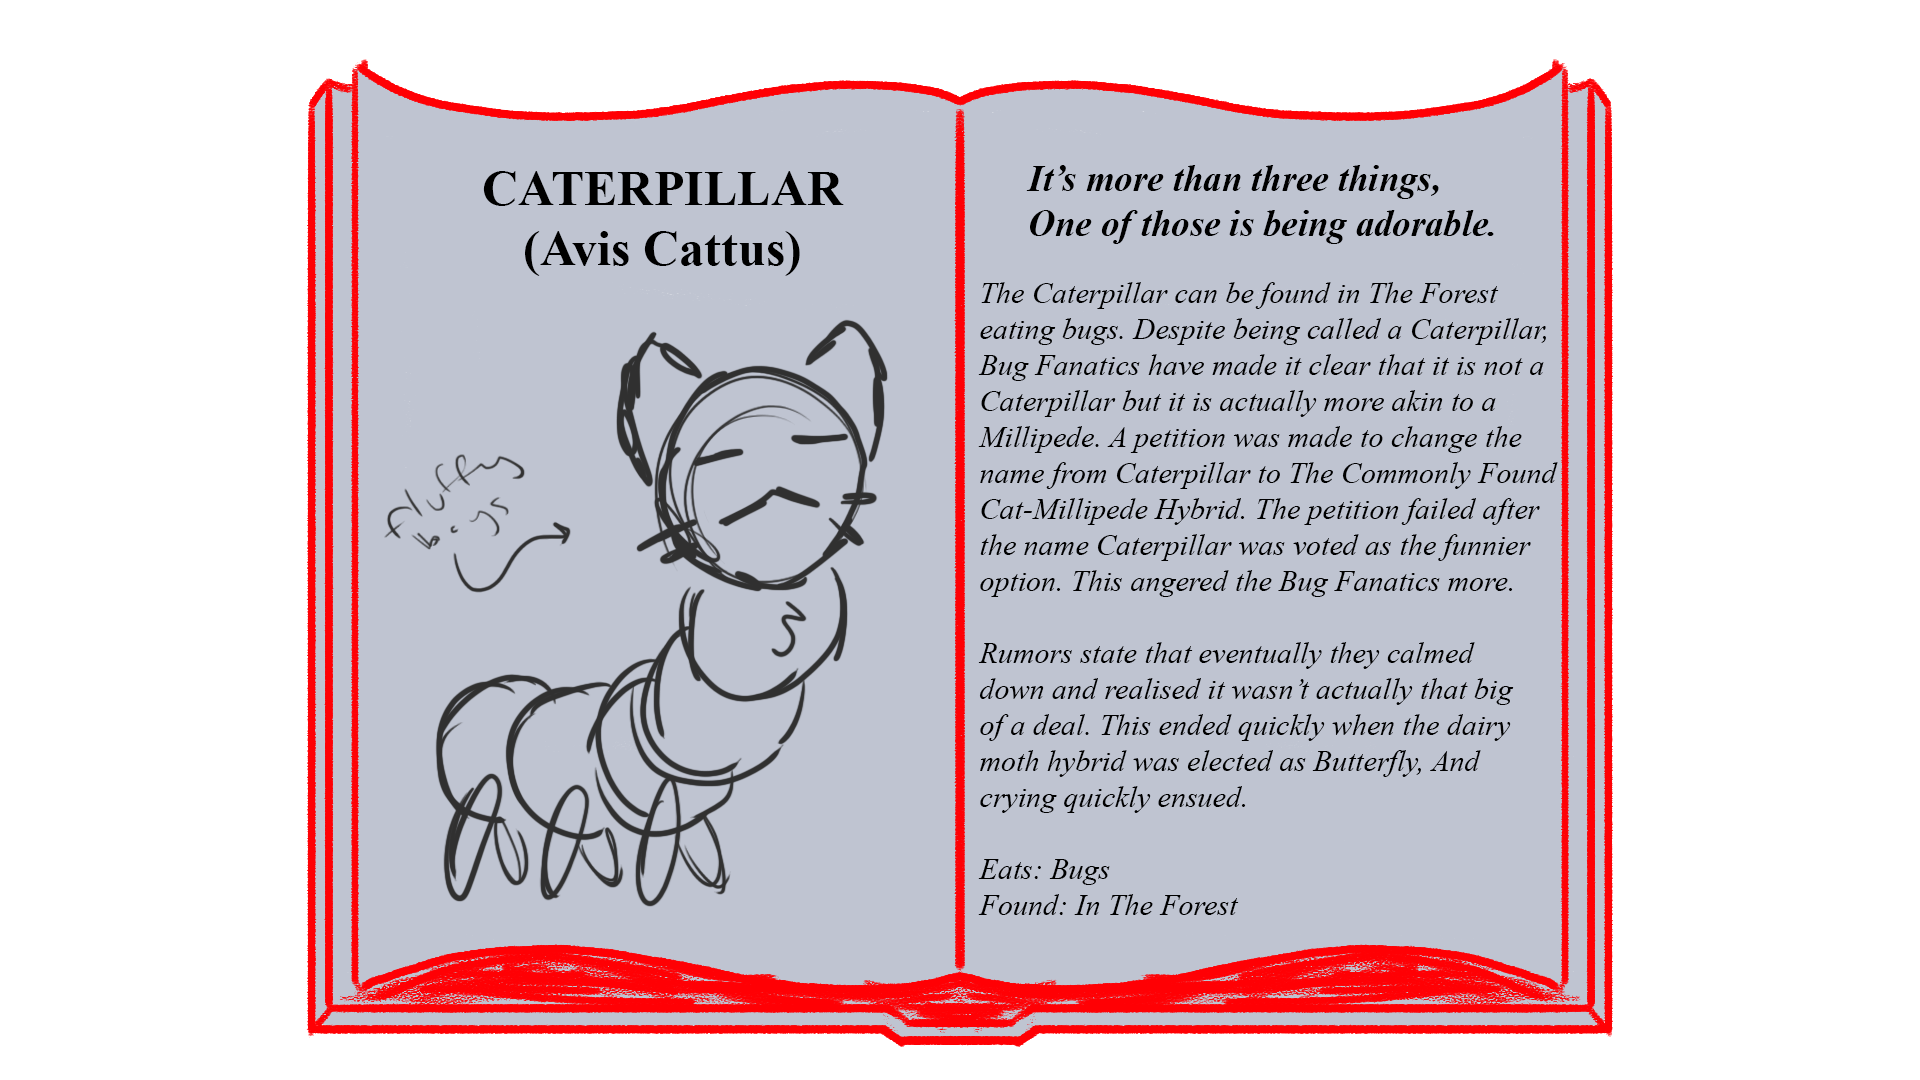 CATERPILLAR
(Avis Cattus)
fluffy
It's more than three things,
One of those is being adorable.
The Caterpillar can be found in The Forest
eating bugs. Despite being called a Caterpillar,
Bug Fanatics have made it clear that it is not a
Caterpillar but it is actually more akin to a
Millipede. A petition was made to change the
name from Caterpillar to The Commonly Found
Cat-Millipede Hybrid. The petition failed after
the name Caterpillar was voted as the funnier
option. This angered the Bug Fanatics more.
Rumors state that eventually they calmed
down and realised it wasn't actually that big
of a deal. This ended quickly when the dairy
moth hybrid was elected as Butterfly, And
crying quickly ensued.
Eats: Bugs
Found: In The Forest